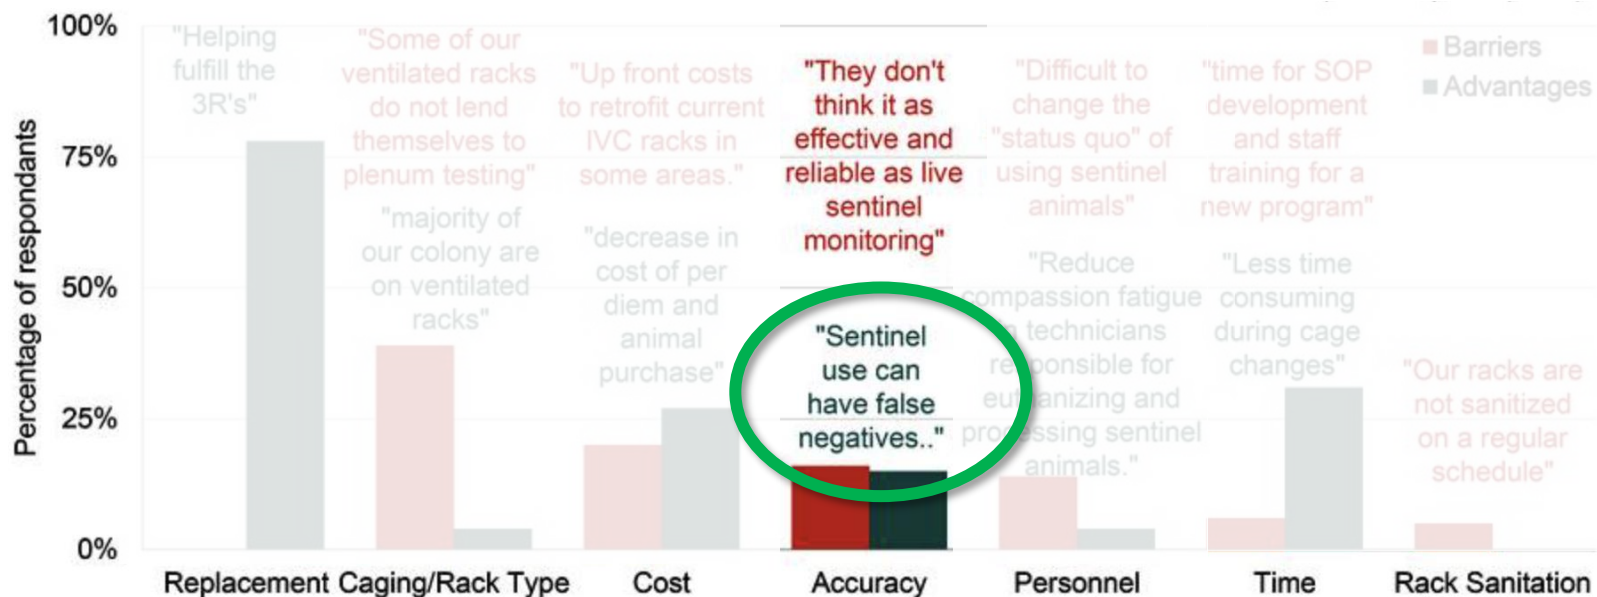 100%
75%
50%
25%
0%
Percentage of respondants
"Helping
fulfill the
3R's"
"Some of our
ventilated racks
do not lend
themselves to
plenum testing"
"majority of
our colony are
on ventilated
racks"
"Up front costs
to retrofit current
IVC racks in
some areas."
"decrease in
cost of per
diem and
animal
purchase"
"They don't
think it as
effective and
reliable as live
sentinel
monitoring"
"Sentinel
use can
have false
negatives.."
"Difficult to
change the
"status quo" of
using sentinel
animals"
"Reduce
compassion fatigue
in technicians
responsible for
euthanizing and
processing sentinel
animals."
"time for SOP
development
and staff
training for a
new program"
"Less time
consuming
during cage
changes"
"Our racks are
not sanitized
on a regular
schedule"
Barriers
Advantages
Replacement
Caging/Rack Type
Cost
Accuracy
Personnel
Time
Rack Sanitation